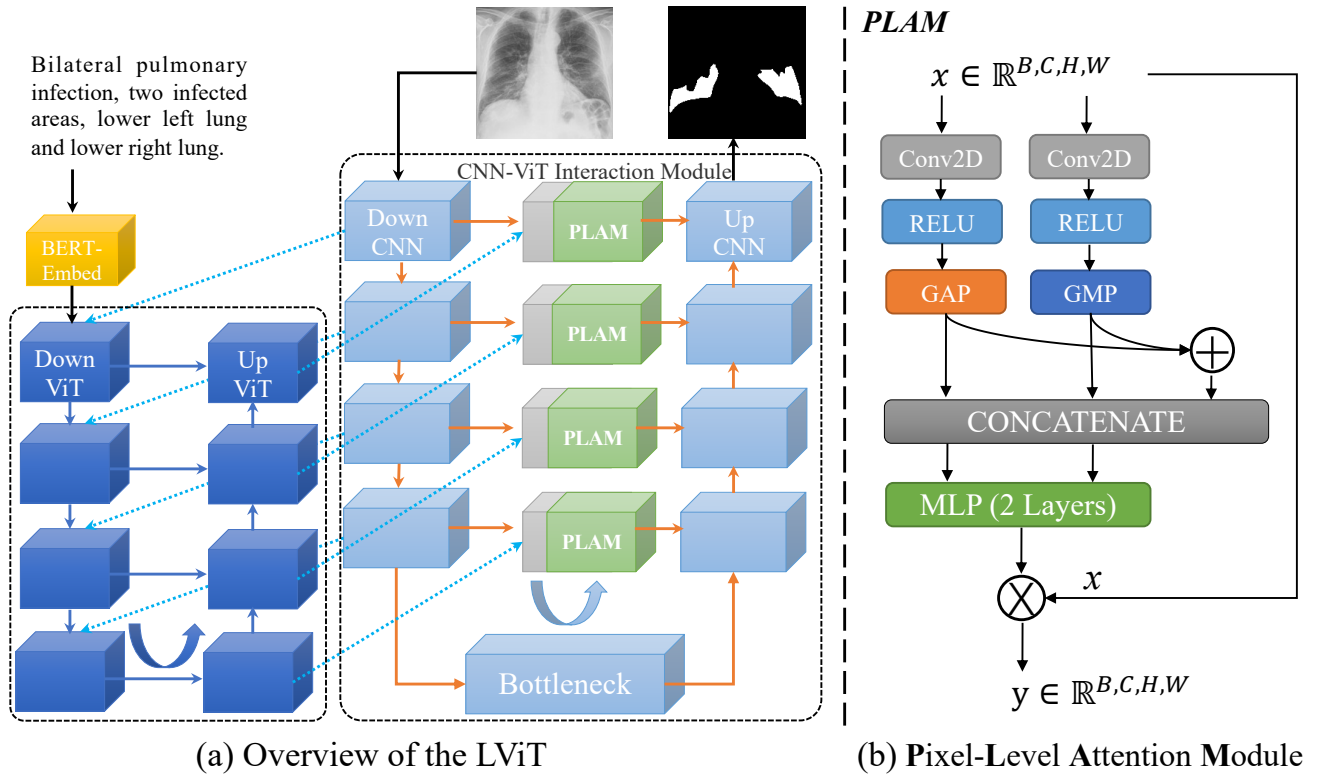 Bilateral pulmonary
infection, two infected
areas, lower left lung
and lower right lung.
BERT-
Embed
Down
ViT
Up
ViT
CNN-ViT Interaction Module
Down
CNN
PLAM
Up
CNN
PLAM
PLAM
PLAM
Bottleneck
(a) Overview of the LViT
PLAM
x ∈ ℝ^{B,C,H,W}
Conv2D
Conv2D
RELU
RELU
GAP
GMP
+
CONCATENATE
MLP (2 Layers)
X
x
y ∈ ℝ^{B,C,H,W}
(b) Pixel-Level Attention Module